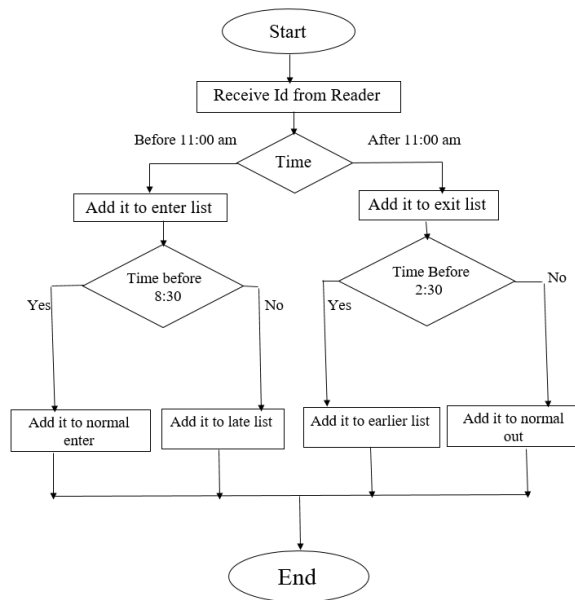 Start
Receive Id from Reader
Before 11:00 am
After 11:00 am
Time
Add it to enter list
Add it to exit list
Time before
8:30
Time Before
2:30
Yes
No
Yes
No
Add it to normal
enter
Add it to late list
Add it to earlier list
Add it to normal
out
End